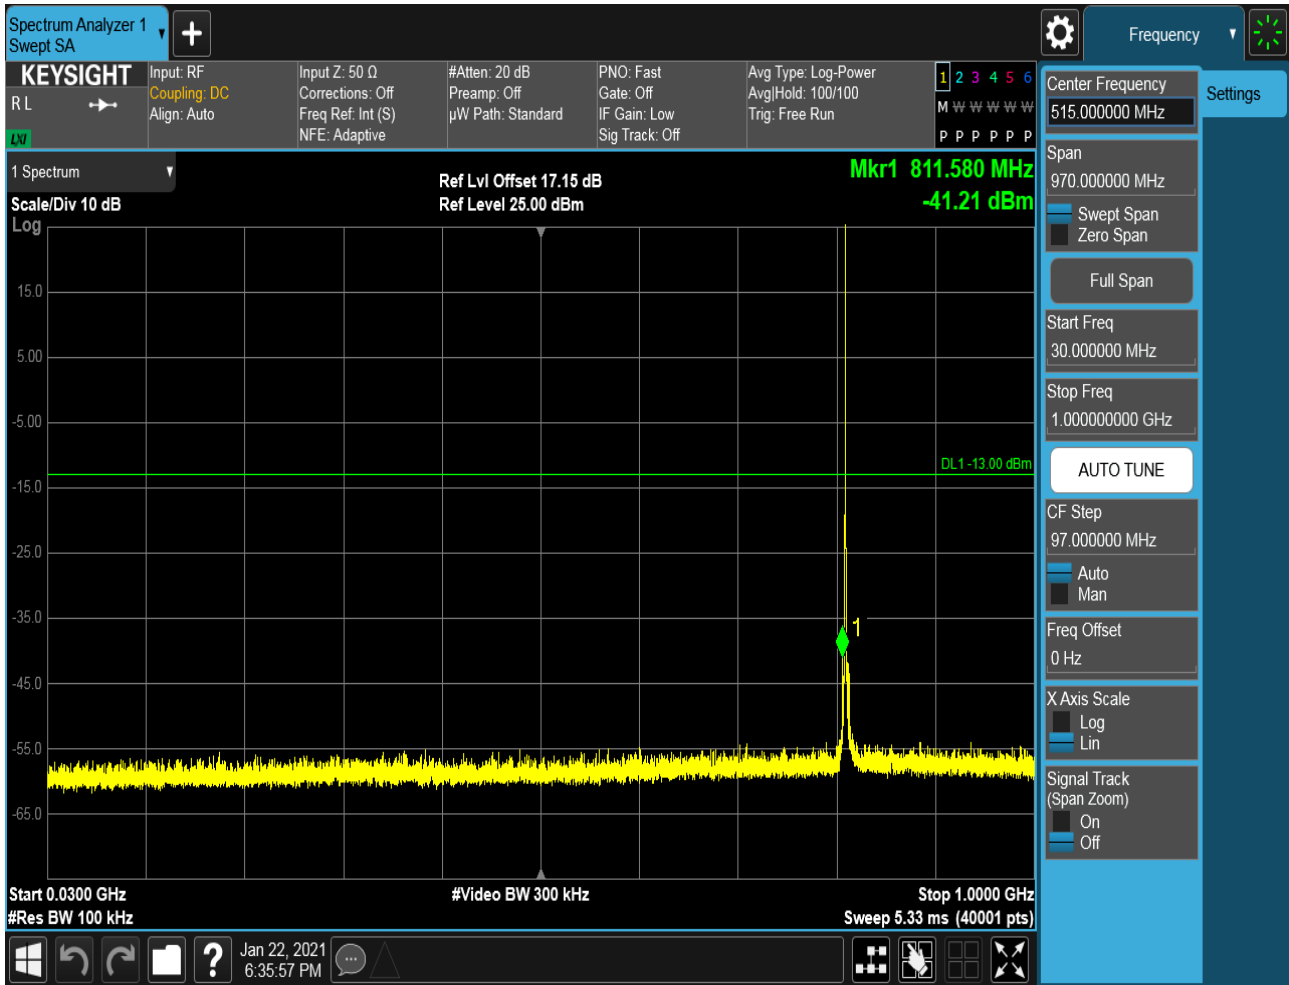 Spectrum Analyzer 1
Swept SA
Frequency
KEYSIGHT
R L
LXI
Input: RF
Coupling: DC
Align: Auto
Input Z: 50 Ω
Corrections: Off
Freq Ref: Int (S)
NFE: Adaptive
#Atten: 20 dB
Preamp: Off
µW Path: Standard
PNO: Fast
Gate: Off
IF Gain: Low
Sig Track: Off
Avg Type: Log-Power
Avg|Hold: 100/100
Trig: Free Run
1 2 3 4 5 6
M W W W W W
P P P P P P
1 Spectrum
Scale/Div 10 dB
Log
Ref Lvl Offset 17.15 dB
Ref Level 25.00 dBm
Mkr1 811.580 MHz
-41.21 dBm
15.0
5.00
-5.00
DL1 -13.00 dBm
-15.0
-25.0
-35.0
1
-45.0
-55.0
-65.0
Start 0.0300 GHz
#Video BW 300 kHz
Stop 1.0000 GHz
#Res BW 100 kHz
Sweep 5.33 ms (40001 pts)
Center Frequency
515.000000 MHz
Settings
Span
970.000000 MHz
Swept Span
Zero Span
Full Span
Start Freq
30.000000 MHz
Stop Freq
1.000000000 GHz
AUTO TUNE
CF Step
97.000000 MHz
Auto
Man
Freq Offset
0 Hz
X Axis Scale
Log
Lin
Signal Track
(Span Zoom)
On
Off
?
Jan 22, 2021
6:35:57 PM